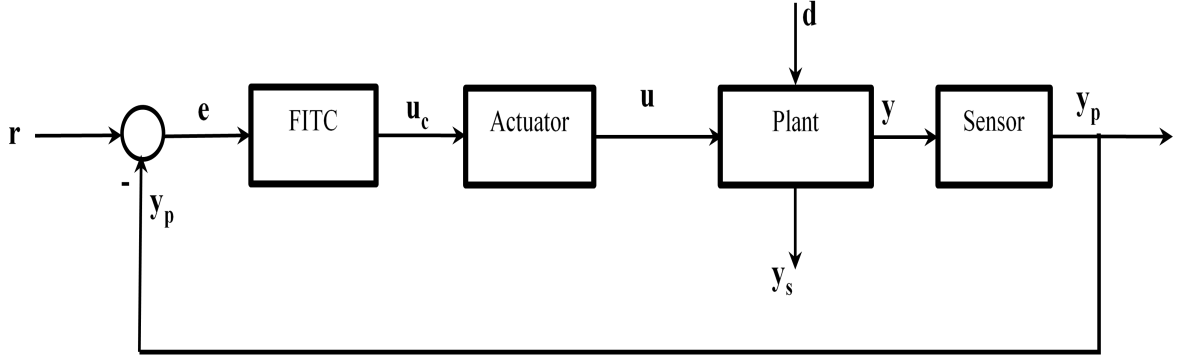 d
r
e
FITC
u_c
Actuator
u
Plant
y
Sensor
y_p
-
y_p
y_s